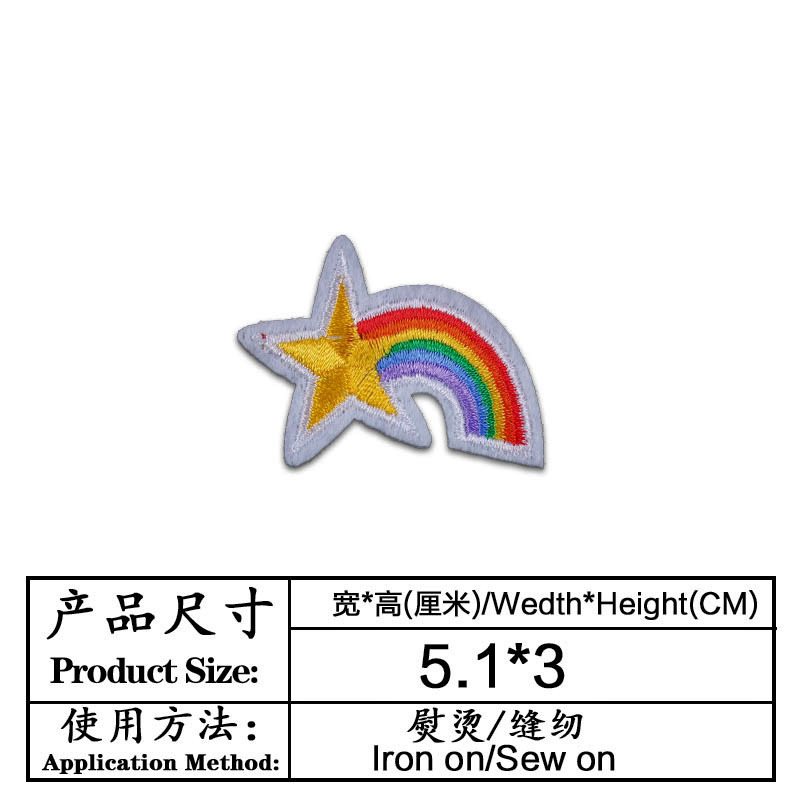 产品尺寸
Product Size:
宽*高(厘米)/Wedth*Height(CM)
5.1*3
使用方法:
Application Method:
熨烫/缝纫
Iron on/Sew on